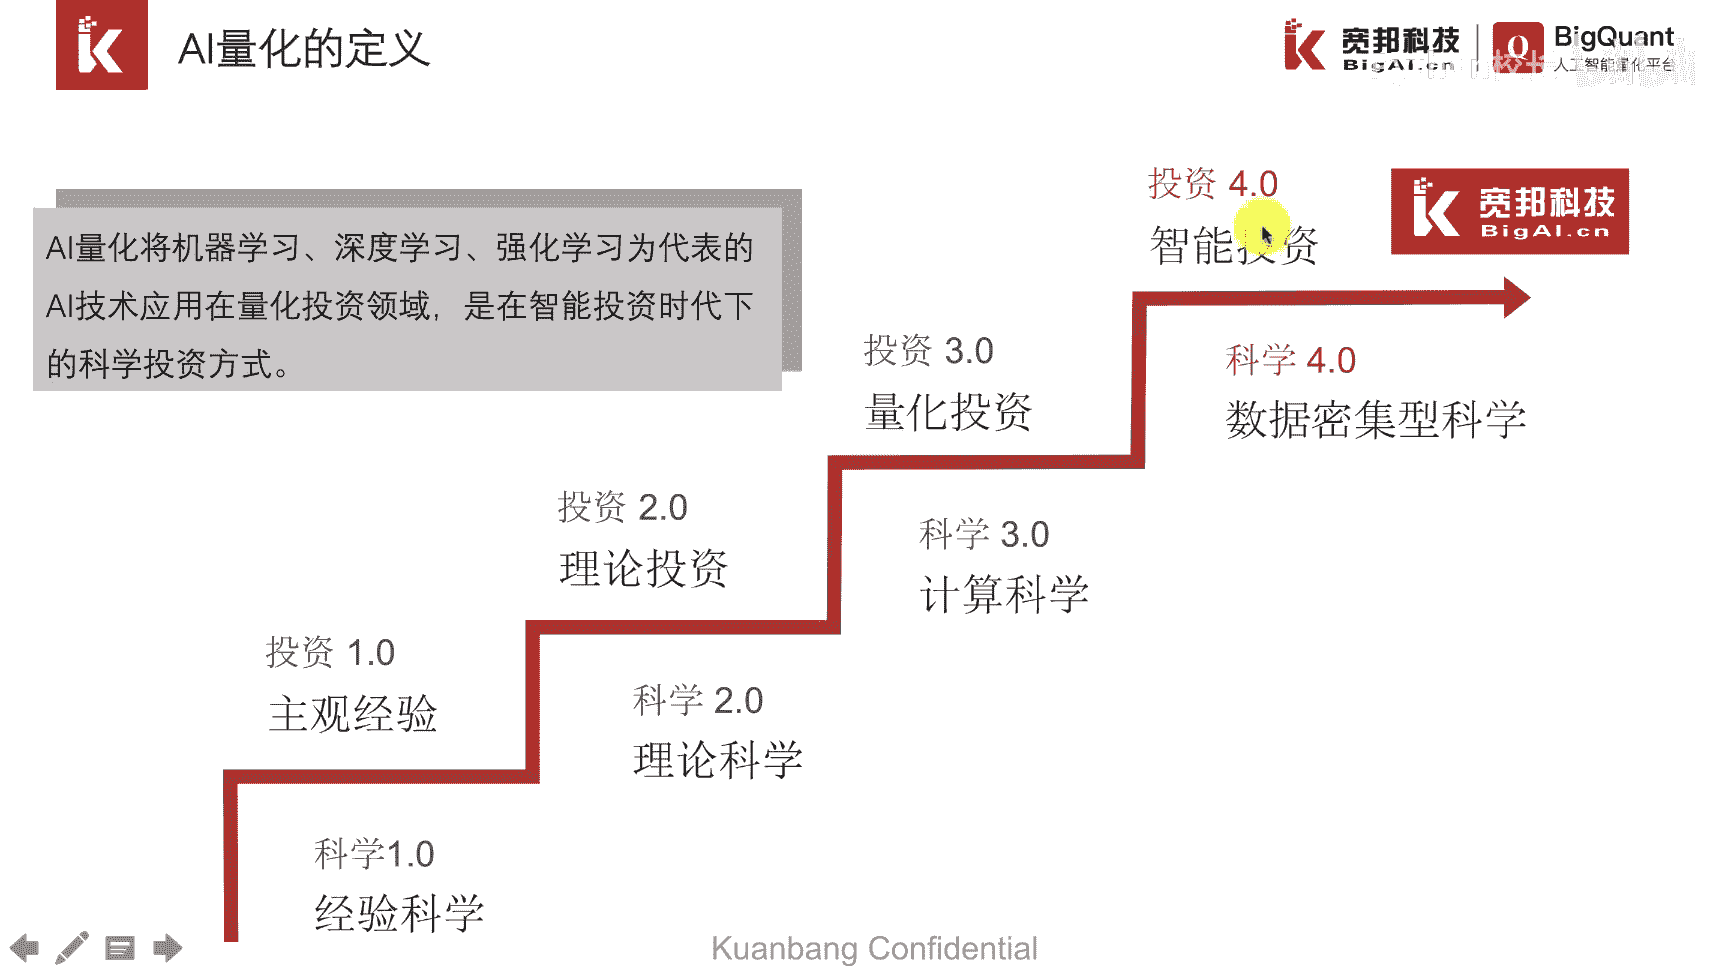 AI量化的定义
宽邦科技
BigAI.cn
BigQuant
人工智能量化平台
AI量化将机器学习、深度学习、强化学习为代表的
AI技术应用在量化投资领域，是在智能投资时代下
的科学投资方式。
投资 4.0
智能投资
宽邦科技
BigAI.cn
科学 4.0
数据密集型科学
投资 3.0
量化投资
科学 3.0
计算科学
投资 2.0
理论投资
科学 2.0
理论科学
投资 1.0
主观经验
科学1.0
经验科学
Kuanbang Confidential